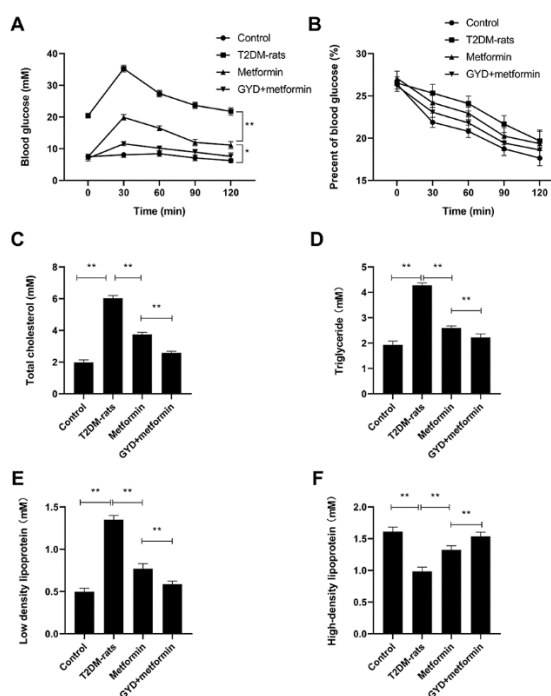 A
Control
T2DM-rats
Metformin
GYD+metformin
Blood glucose (mM)
40
30
20
10
0
**
*
0 30 60 90 120
Time (min)
B
Control
T2DM-rats
Metformin
GYD+metformin
Precent of blood glucose (%)
30
25
20
15
0 30 60 90 120
Time (min)
C
Total cholesterol (mM)
8
6
4
2
0
** ** **
Control
T2DM-rats
Metformin
GYD+metformin
D
Triglyceride (mM)
5
4
3
2
1
0
** ** **
Control
T2DM-rats
Metformin
GYD+metformin
E
Low density lipoprotein (mM)
1.5
1.0
0.5
0.0
** ** **
Control
T2DM-rats
Metformin
GYD+metformin
F
High-density lipoprotein (mM)
2.0
1.5
1.0
0.5
0.0
** ** **
Control
T2DM-rats
Metformin
GYD+metformin